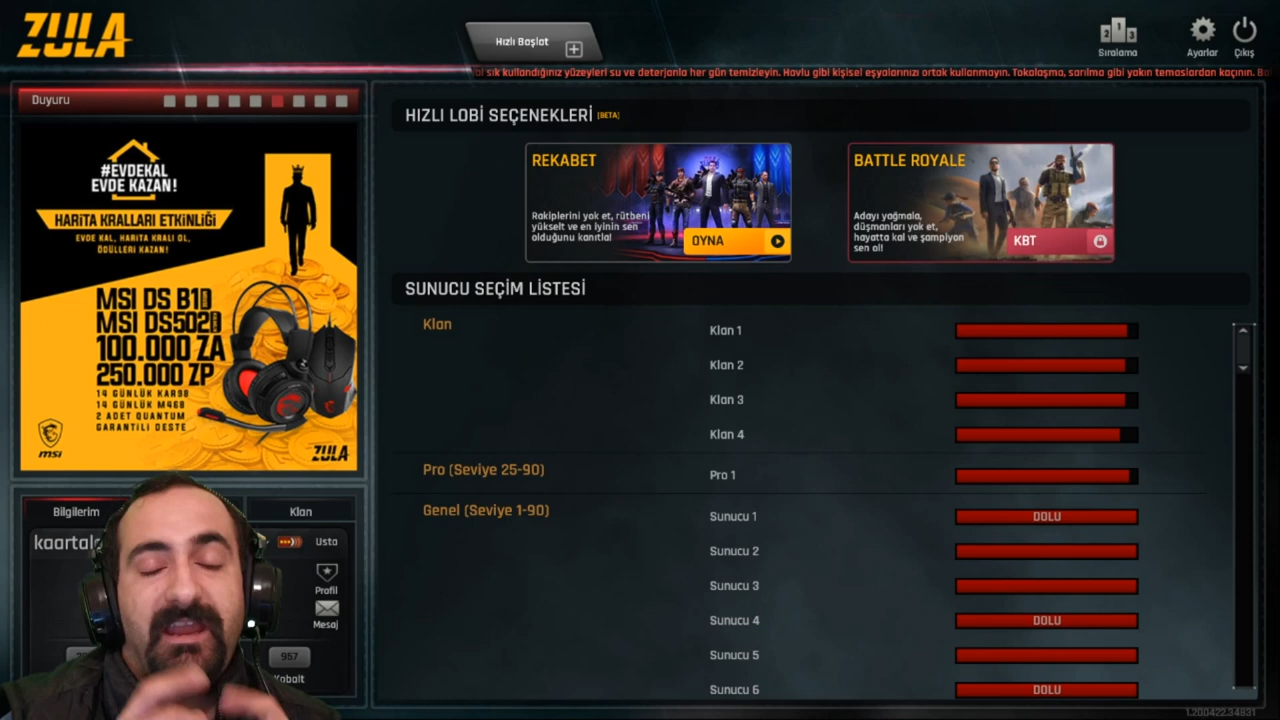 ZULA
Hızlı Başlat
Sıralama
Ayarlar
Çıkış
sık kullandığınız yüzeyleri su ve deterjanla her gün temizleyin. Havlu gibi kişisel eşyalarınızı ortak kullanmayın. Tokalaşma, sarılma gibi yakın temaslardan kaçının.
Duyuru
#EVDEKAL
EVDE KAZAN!
HARİTA KRALLARI ETKİNLİĞİ
EVDE KAL, HARİTA KRALI OL,
ÖDÜLLERİ KAZAN!
MSI DS B1
MSI DS502
100.000 ZA
250.000 ZP
14 GÜNLÜK KAR98
14 GÜNLÜK M468
2 ADET QUANTUM
GARANTİLİ DESTE
msi
ZULA
HIZLI LOBİ SEÇENEKLERİ [BETA]
REKABET
Rakiplerini yok et, rütbeni
yükselt ve en iyinin sen
olduğunu kanıtla!
OYNA
BATTLE ROYALE
Adayı yağmala,
düşmanları yok et,
hayatta kal ve şampiyon
sen ol!
KBT
SUNUCU SEÇİM LİSTESİ
Klan
Klan 1
Klan 2
Klan 3
Klan 4
Pro (Seviye 25-90)
Pro 1
Genel (Seviye 1-90)
Sunucu 1
DOLU
Sunucu 2
Sunucu 3
Sunucu 4
DOLU
Sunucu 5
Sunucu 6
DOLU
Bilgilerim
Klan
Usta
Profil
Mesaj
957
1.200422.34831